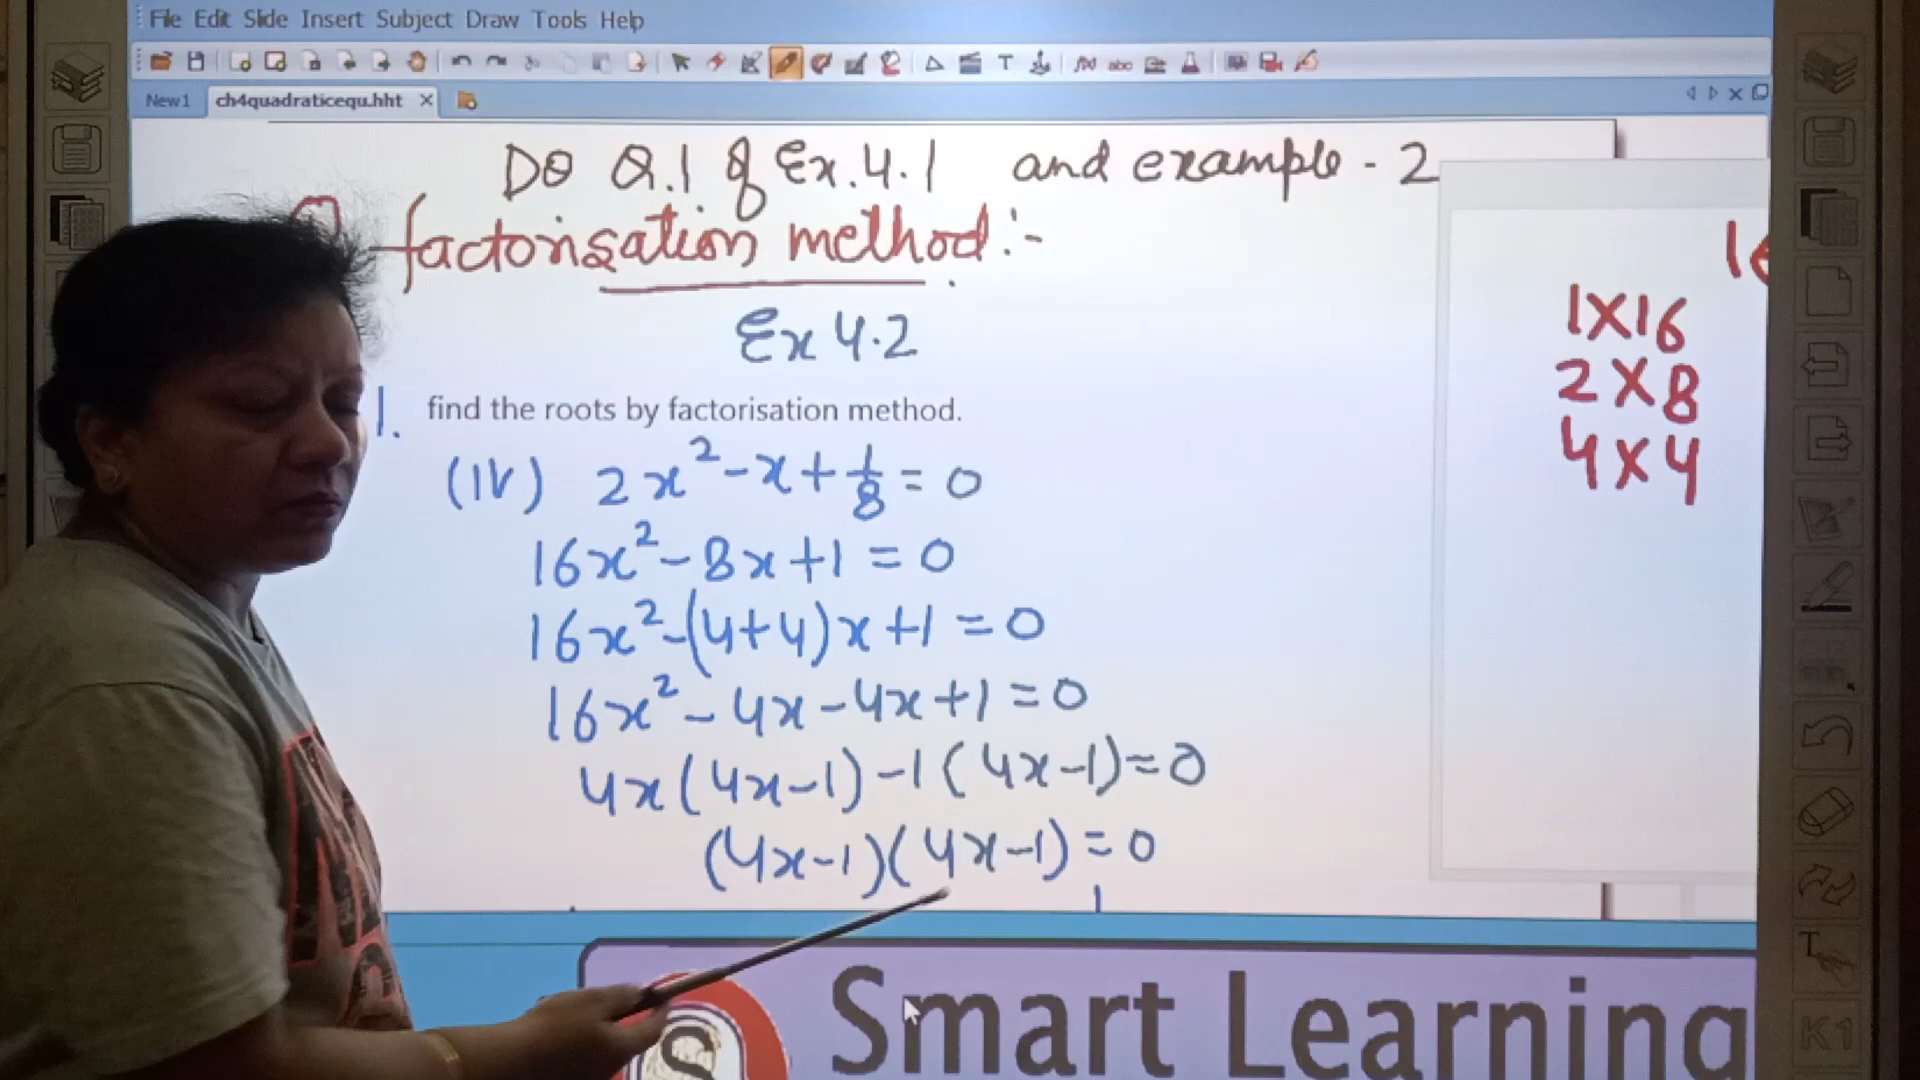 File Edit Slide Insert Subject Draw Tools Help
New1 ch4quadraticequ.hht
Do Q.1 of Ex.4.1 and example - 2
factorisation method :-
Ex 4.2
1. find the roots by factorisation method.
(iv) 2x² - x + 1/8 = 0
16x² - 8x + 1 = 0
16x² - (4+4)x + 1 = 0
16x² - 4x - 4x + 1 = 0
4x(4x-1) - 1(4x-1) = 0
(4x-1)(4x-1) = 0
1X16
2X8
4X4
Smart Learning
K1